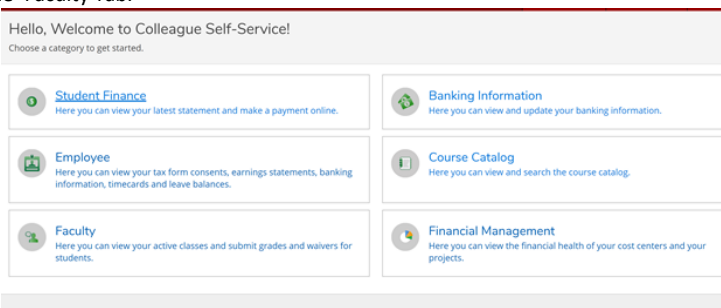 Faculty Tab.
Hello, Welcome to Colleague Self-Service!
Choose a category to get started.
Student Finance
Here you can view your latest statement and make a payment online.
Banking Information
Here you can view and update your banking information.
Employee
Here you can view your tax form consents, earnings statements, banking
information, timecards and leave balances.
Course Catalog
Here you can view and search the course catalog.
Faculty
Here you can view your active classes and submit grades and waivers for
students.
Financial Management
Here you can view the financial health of your cost centers and your
projects.